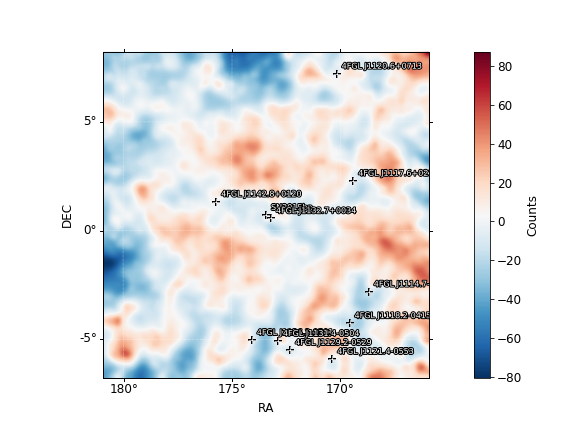 4FGL J1120.6+0713
4FGL J1117.6+02
4FGL J1142.8+0120
4FGL J1132.7+0034
4FGL J1114.7-
4FGL J1118.2-0415
4FGL
4FGL J1129.2-0529
4FGL J1121.4-0553
5°
0°
-5°
180°
175°
170°
RA
DEC
80
60
40
20
0
−20
−40
−60
−80
Counts